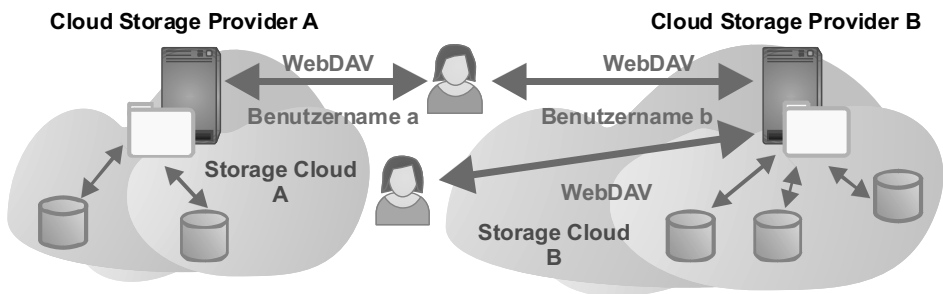 Cloud Storage Provider A
Cloud Storage Provider B
WebDAV
WebDAV
Benutzername a
Benutzername b
Storage Cloud
A
WebDAV
Storage Cloud
B